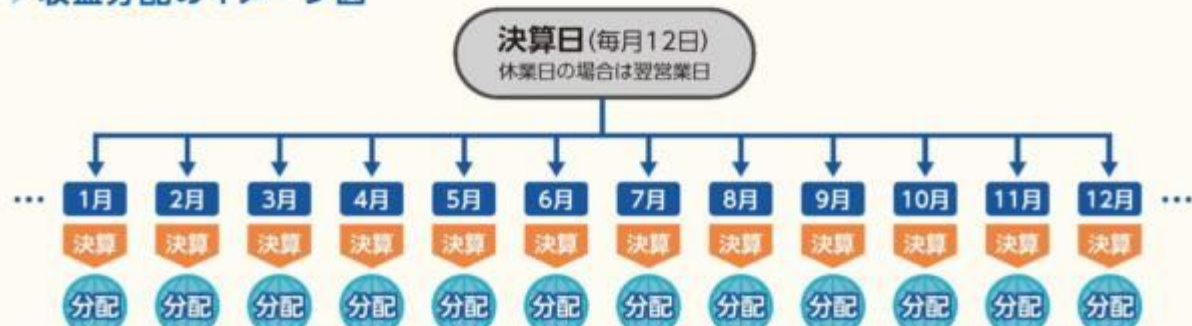 決算日(毎月12日)
休業日の場合は翌営業日
… 1月 2月 3月 4月 5月 6月 7月 8月 9月 10月 11月 12月 …
決算 決算 決算 決算 決算 決算 決算 決算 決算 決算 決算 決算
分配 分配 分配 分配 分配 分配 分配 分配 分配 分配 分配 分配